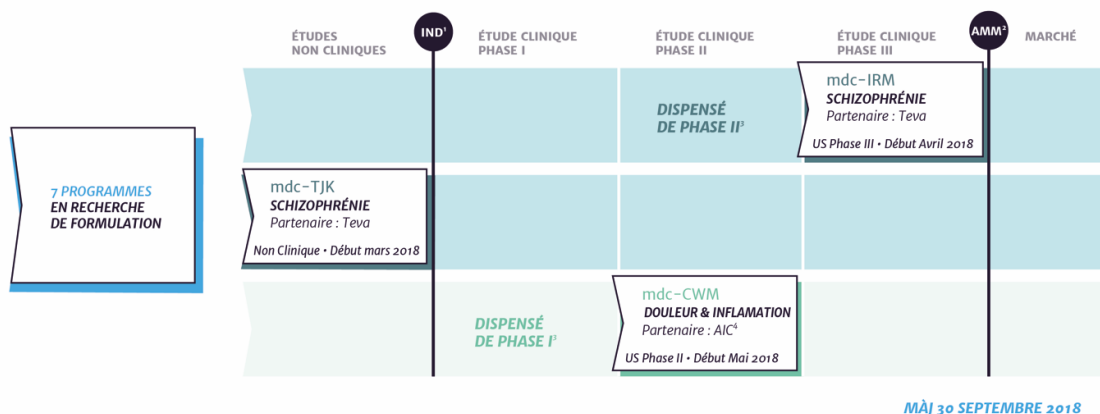 ÉTUDES
NON CLINIQUES
IND¹
ÉTUDE CLINIQUE
PHASE I
ÉTUDE CLINIQUE
PHASE II
ÉTUDE CLINIQUE
PHASE III
AMM²
MARCHÉ
DISPENSÉ
DE PHASE II³
mdc-IRM
SCHIZOPHRÉNIE
Partenaire : Teva
US Phase III • Début Avril 2018
7 PROGRAMMES
EN RECHERCHE
DE FORMULATION
mdc-TJK
SCHIZOPHRÉNIE
Partenaire : Teva
Non Clinique • Début mars 2018
DISPENSÉ
DE PHASE I³
mdc-CWM
DOULEUR & INFLAMATION
Partenaire : AIC⁴
US Phase II • Début Mai 2018
MÀJ 30 SEPTEMBRE 2018